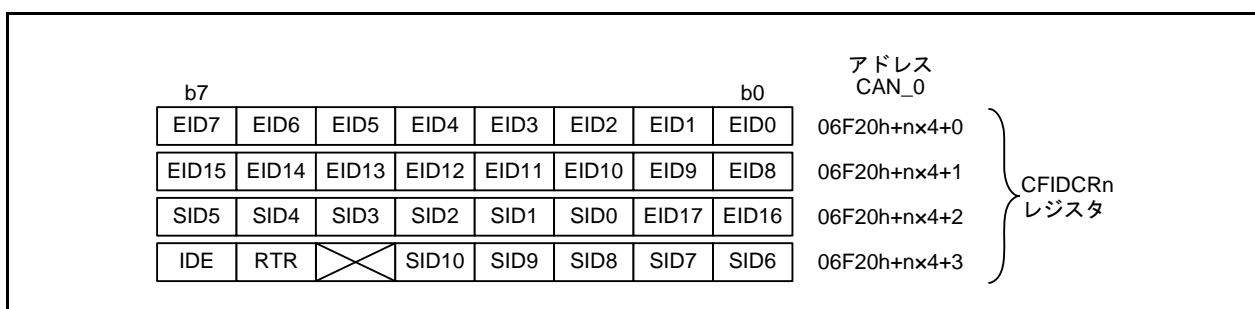 アドレス
CAN_0
b7 b0
EID7 EID6 EID5 EID4 EID3 EID2 EID1 EID0 06F20h+n×4+0
EID15 EID14 EID13 EID12 EID11 EID10 EID9 EID8 06F20h+n×4+1
CFIDCRn
レジスタ
SID5 SID4 SID3 SID2 SID1 SID0 EID17 EID16 06F20h+n×4+2
IDE RTR SID10 SID9 SID8 SID7 SID6 06F20h+n×4+3